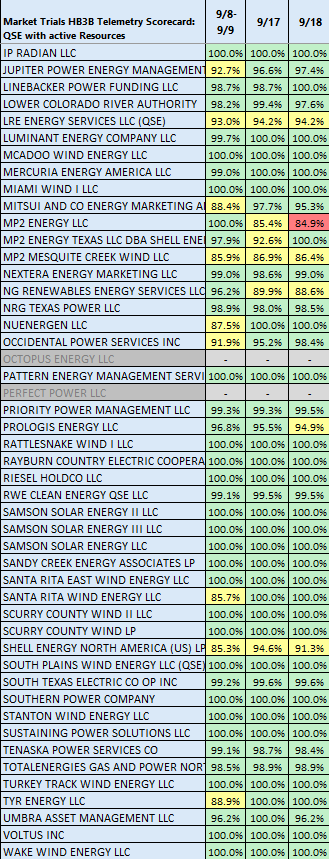 Market Trials HB3B Telemetry Scorecard: 9/8- 9/17 9/18
QSE with active Resources 9/9
IP RADIAN LLC 100.0% 100.0% 100.0%
JUPITER POWER ENERGY MANAGEMENT 92.7% 96.6% 97.4%
LINEBACKER POWER FUNDING LLC 98.7% 98.7% 100.0%
LOWER COLORADO RIVER AUTHORITY 98.2% 99.4% 97.6%
LRE ENERGY SERVICES LLC (QSE) 93.0% 94.2% 94.2%
LUMINANT ENERGY COMPANY LLC 99.7% 100.0% 100.0%
MCADOO WIND ENERGY LLC 100.0% 100.0% 100.0%
MERCURIA ENERGY AMERICA LLC 99.0% 100.0% 100.0%
MIAMI WIND I LLC 100.0% 100.0% 100.0%
MITSUI AND CO ENERGY MARKETING A 88.4% 97.7% 95.3%
MP2 ENERGY LLC 100.0% 85.4% 84.9%
MP2 ENERGY TEXAS LLC DBA SHELL ENE 97.9% 92.6% 100.0%
MP2 MESQUITE CREEK WIND LLC 85.9% 86.9% 86.4%
NEXTERA ENERGY MARKETING LLC 99.0% 98.6% 99.0%
NG RENEWABLES ENERGY SERVICES LLC 96.2% 89.9% 88.6%
NRG TEXAS POWER LLC 98.9% 98.0% 98.5%
NUENERGEN LLC 87.5% 100.0% 100.0%
OCCIDENTAL POWER SERVICES INC 91.9% 95.2% 98.4%
OCTOPUS ENERGY LLC - - -
PATTERN ENERGY MANAGEMENT SERVI 100.0% 100.0% 100.0%
PERFECT POWER LLC - - -
PRIORITY POWER MANAGEMENT LLC 99.3% 99.3% 99.5%
PROLOGIS ENERGY LLC 96.8% 95.5% 94.9%
RATTLESNAKE WIND I LLC 100.0% 100.0% 100.0%
RAYBURN COUNTRY ELECTRIC COOPERA 100.0% 100.0% 100.0%
RIESEL HOLDCO LLC 100.0% 100.0% 100.0%
RWE CLEAN ENERGY QSE LLC 99.1% 99.5% 99.5%
SAMSON SOLAR ENERGY II LLC 100.0% 100.0% 100.0%
SAMSON SOLAR ENERGY III LLC 100.0% 100.0% 100.0%
SAMSON SOLAR ENERGY LLC 100.0% 100.0% 100.0%
SANDY CREEK ENERGY ASSOCIATES LP 100.0% 100.0% 100.0%
SANTA RITA EAST WIND ENERGY LLC 100.0% 100.0% 100.0%
SANTA RITA WIND ENERGY LLC 85.7% 100.0% 100.0%
SCURRY COUNTY WIND II LLC 100.0% 100.0% 100.0%
SCURRY COUNTY WIND LP 100.0% 100.0% 100.0%
SHELL ENERGY NORTH AMERICA (US) LP 85.3% 94.6% 91.3%
SOUTH PLAINS WIND ENERGY LLC (QSE) 100.0% 100.0% 100.0%
SOUTH TEXAS ELECTRIC CO OP INC 99.2% 99.6% 99.6%
SOUTHERN POWER COMPANY 100.0% 100.0% 100.0%
STANTON WIND ENERGY LLC 100.0% 100.0% 100.0%
SUSTAINING POWER SOLUTIONS LLC 100.0% 100.0% 100.0%
TENASKA POWER SERVICES CO 99.1% 98.7% 98.4%
TOTALENERGIES GAS AND POWER NOR 98.5% 98.9% 98.9%
TURKEY TRACK WIND ENERGY LLC 100.0% 100.0% 100.0%
TYR ENERGY LLC 88.9% 100.0% 100.0%
UMBRA ASSET MANAGEMENT LLC 96.2% 100.0% 96.2%
VOLTUS INC 100.0% 100.0% 100.0%
WAKE WIND ENERGY LLC 100.0% 100.0% 100.0%